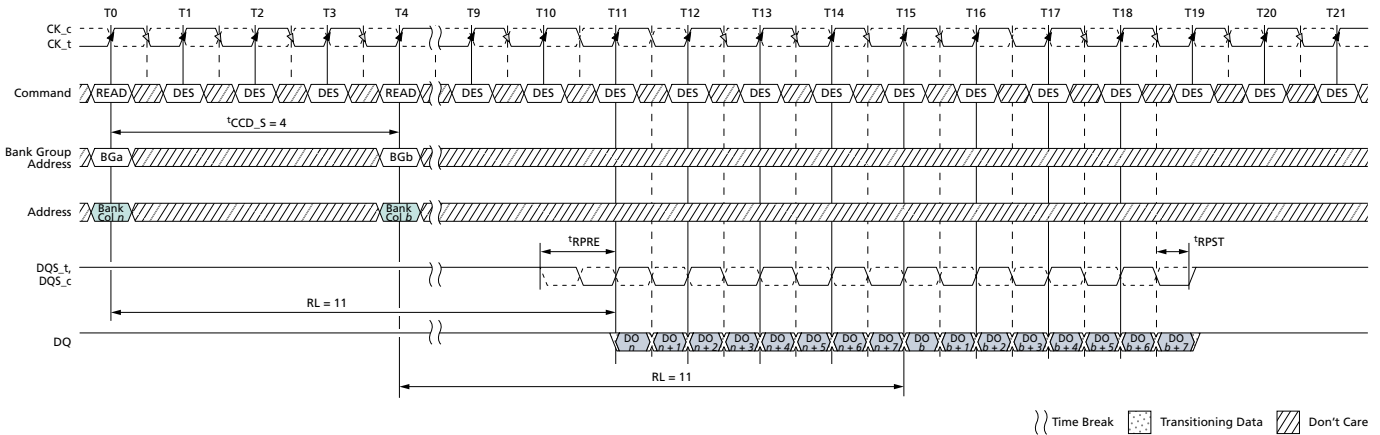 T0 T1 T2 T3 T4 T9 T10 T11 T12 T13 T14 T15 T16 T17 T18 T19 T20 T21
CK_c
CK_t
Command READ DES DES DES READ DES DES DES DES DES DES DES DES DES DES DES DES DES
tCCD_S = 4
Bank Group
Address
BGa BGb
Address
Bank
Col n
Bank
Col b
tRPRE tRPST
DQS_t,
DQS_c
RL = 11
DQ
DO
n
DO
n + 1
DO
n + 2
DO
n + 3
DO
n + 4
DO
n + 5
DO
n + 6
DO
n + 7
DO
b
DO
b + 1
DO
b + 2
DO
b + 3
DO
b + 4
DO
b + 5
DO
b + 6
DO
b + 7
RL = 11
Time Break Transitioning Data Don't Care